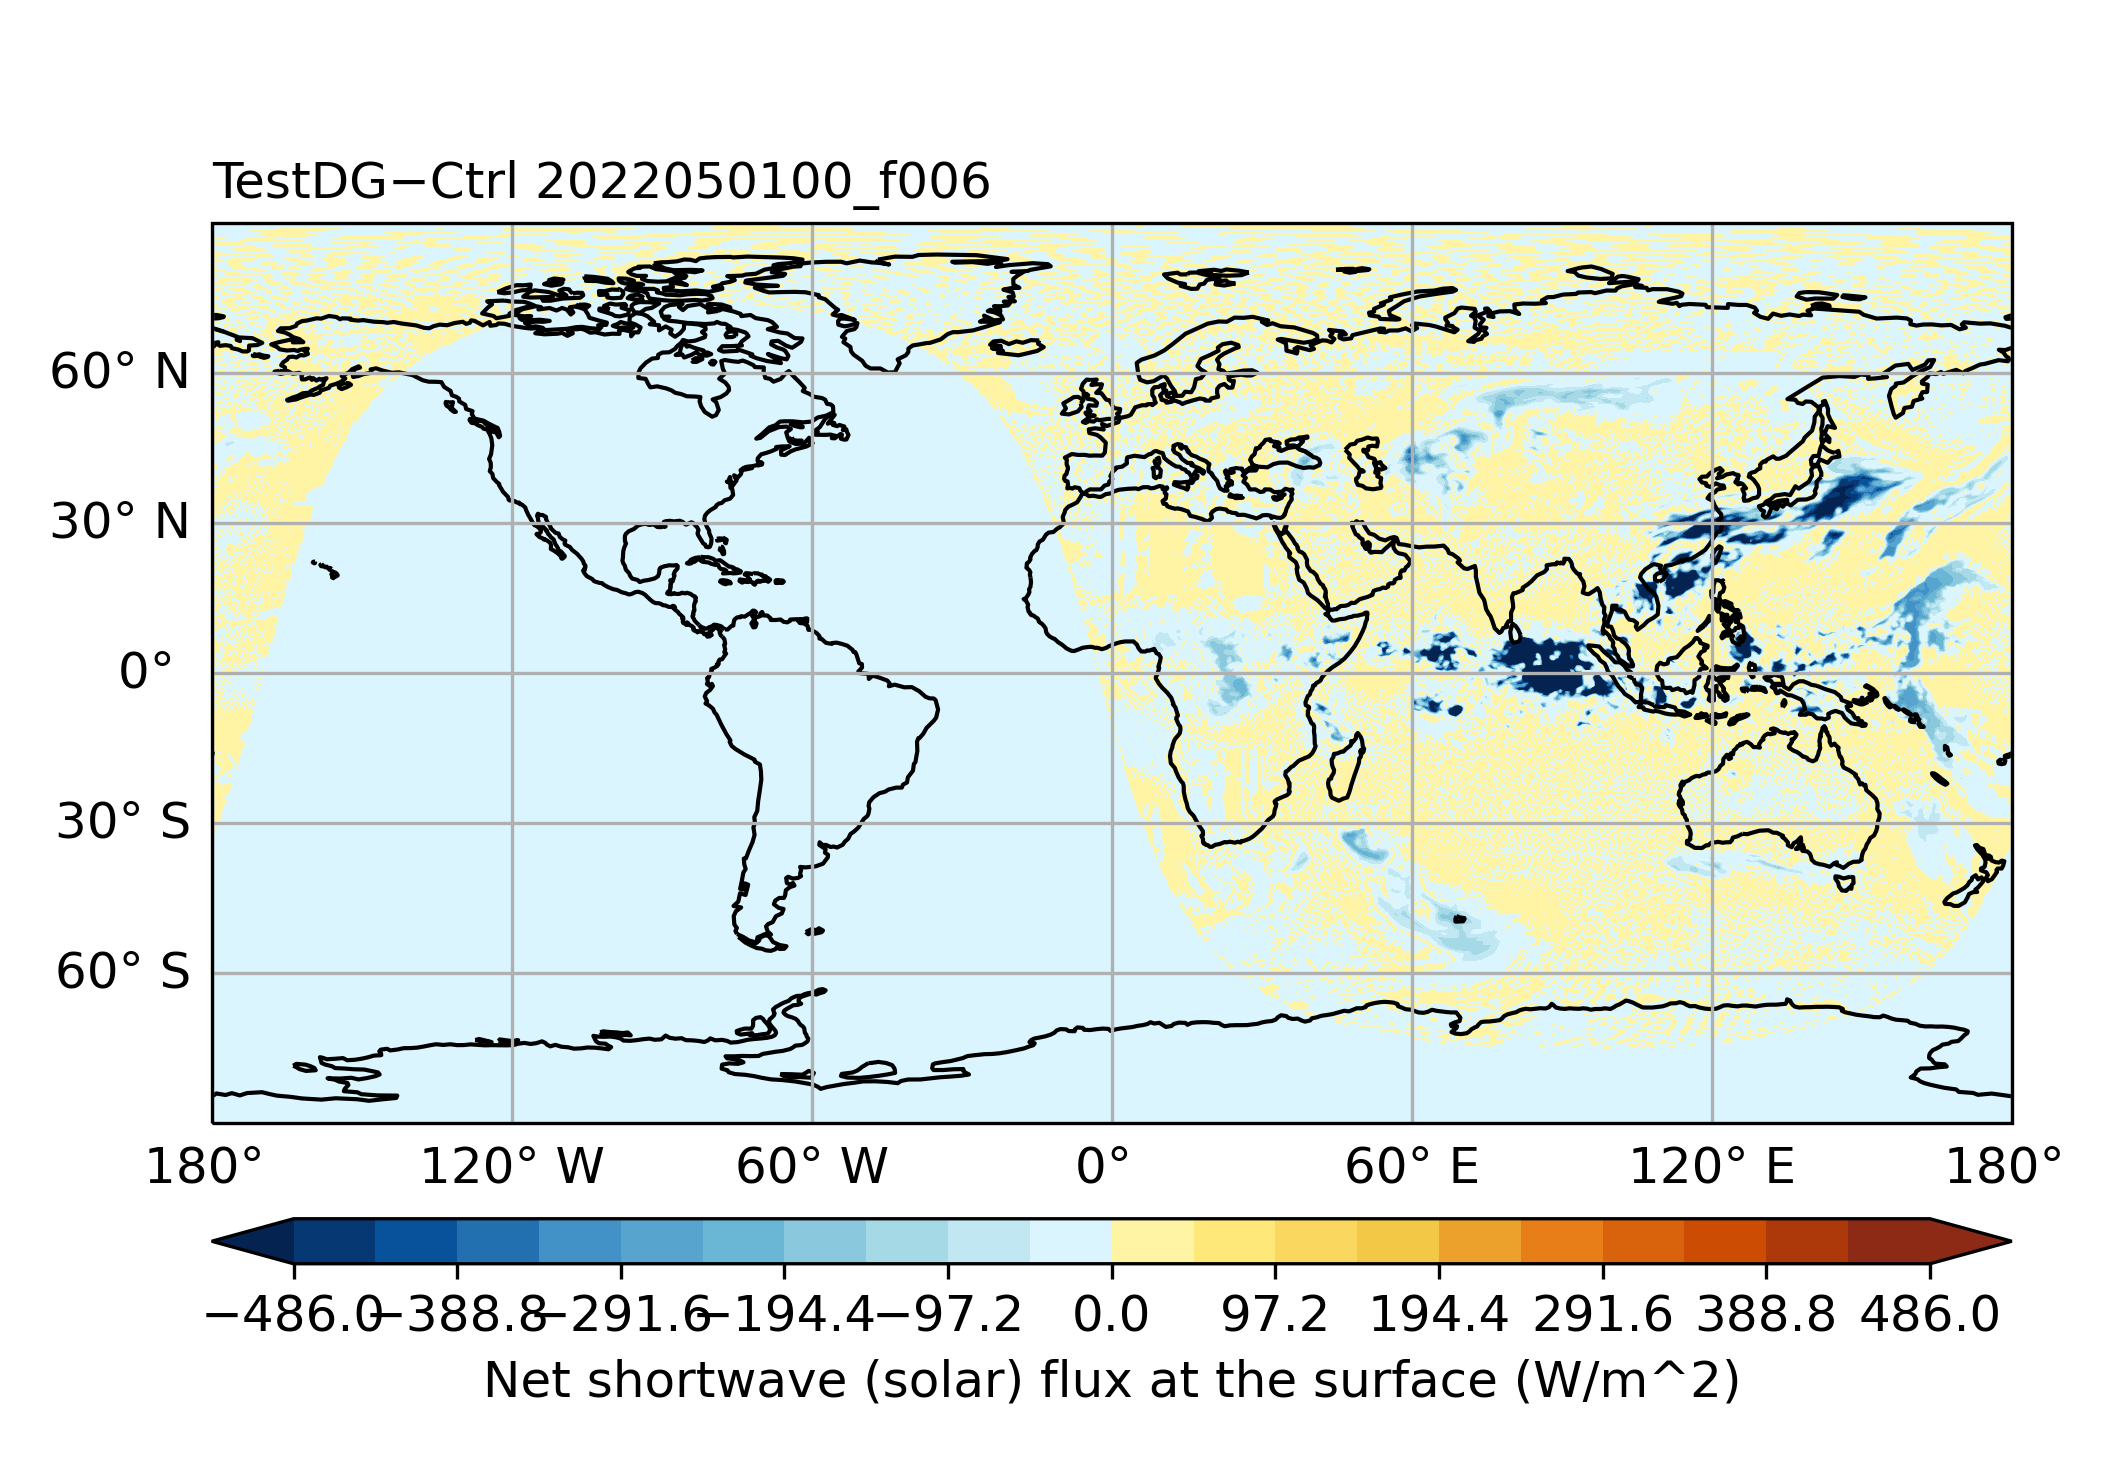 TestDG−Ctrl 2022050100_f006
60° N
30° N
0°
30° S
60° S
180° 120° W 60° W 0° 60° E 120° E 180°
−486.0 −388.8 −291.6 −194.4 −97.2 0.0 97.2 194.4 291.6 388.8 486.0
Net shortwave (solar) flux at the surface (W/m^2)